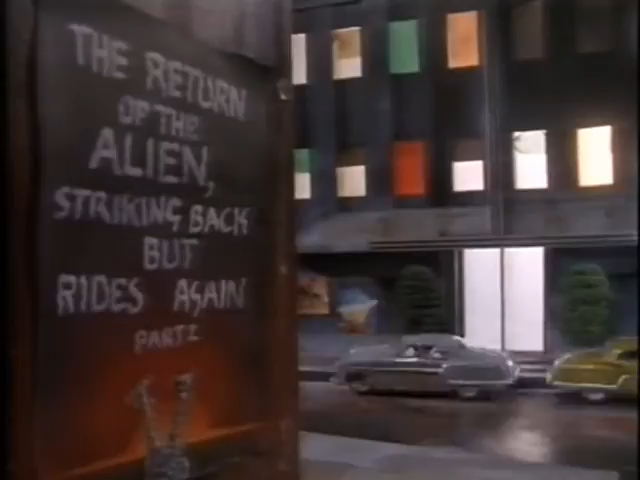 THE RETURN
OF THE
ALIEN,
STRIKING BACK
BUT
RIDES AGAIN
PART I